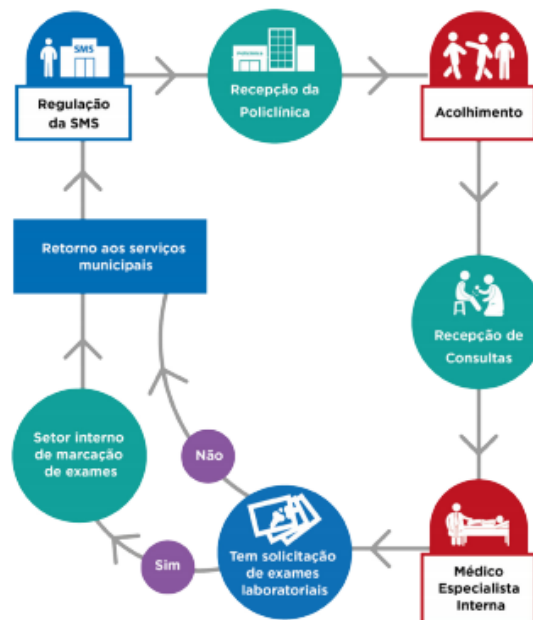 SMS
Regulação
da SMS
POLICLÍNICA
Recepção da
Policlínica
Acolhimento
Recepção de
Consultas
Médico
Especialista
Interna
Tem solicitação
de exames
laboratoriais
Não
Sim
Setor interno
de marcação
de exames
Retorno aos serviços
municipais